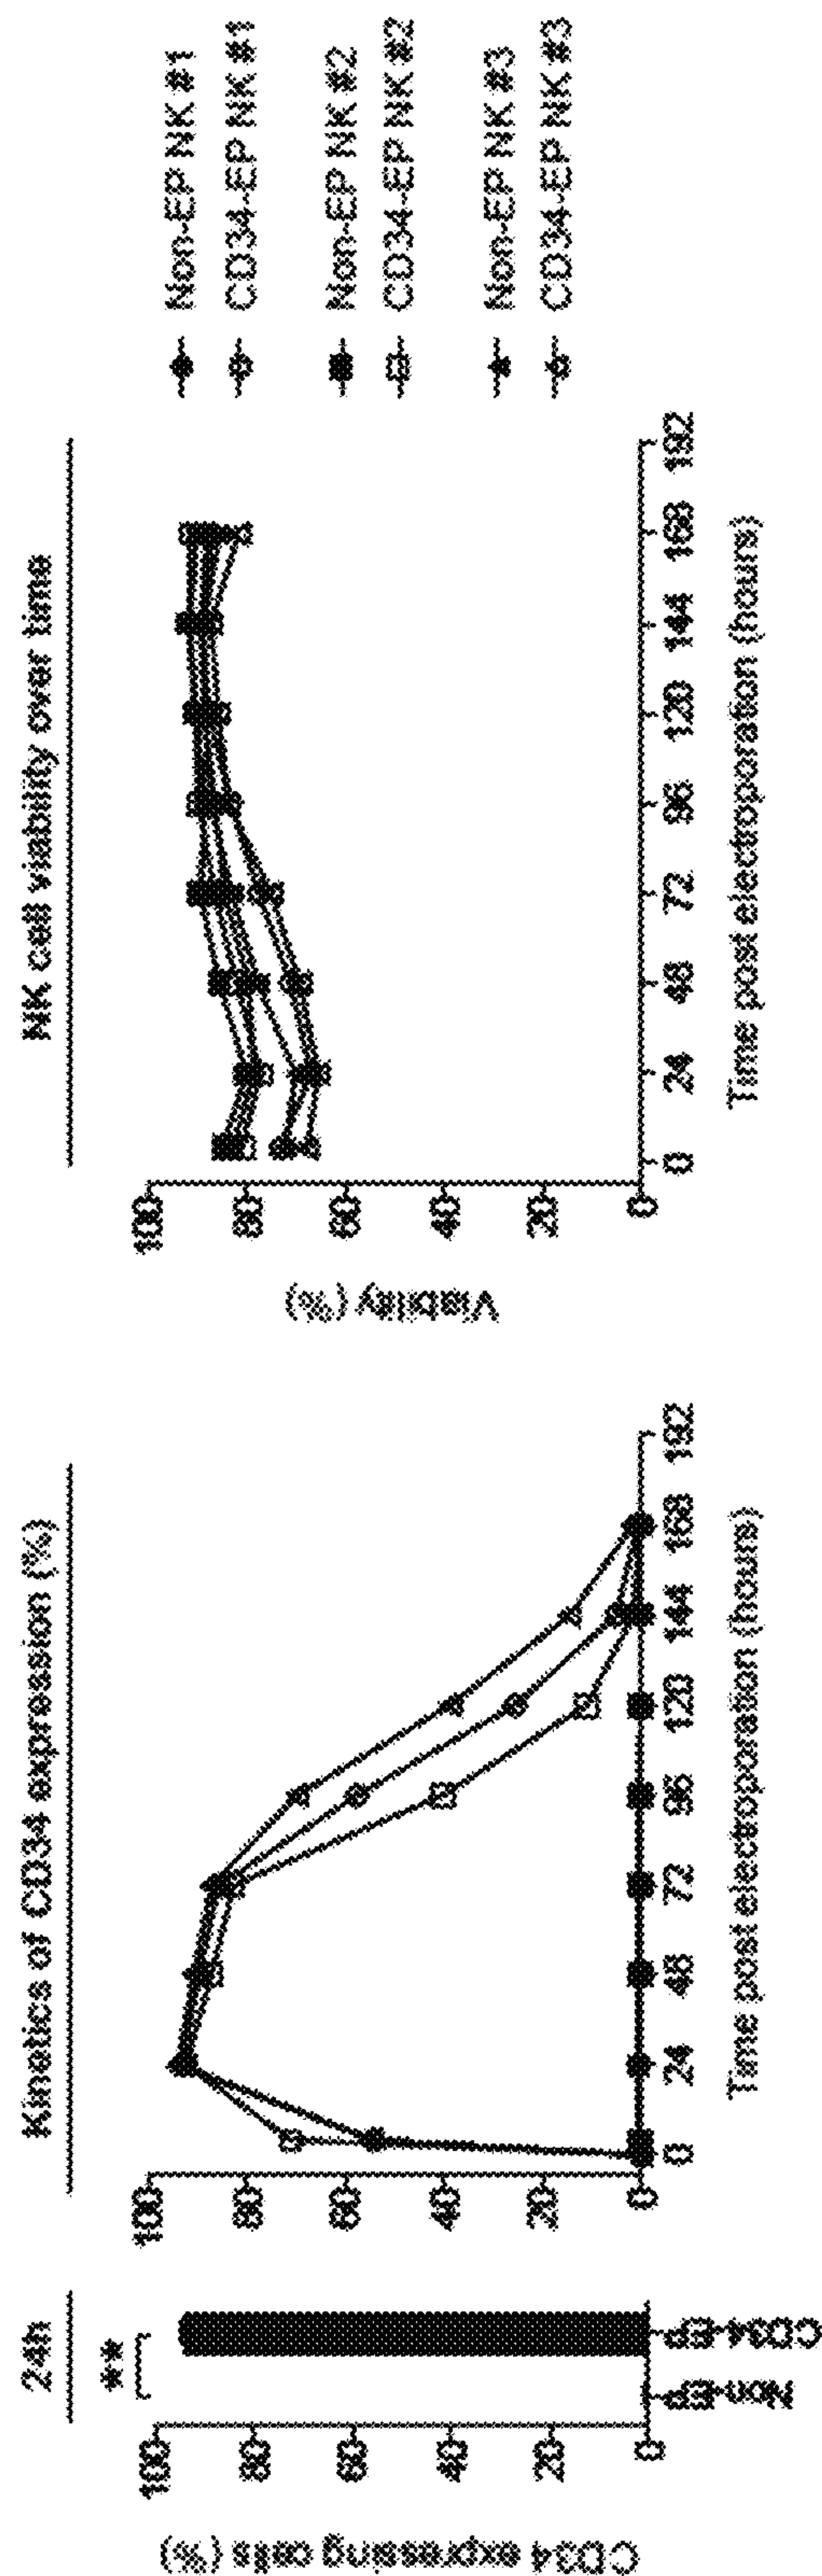 24h
**
CD34 expressing cells (%)
100
80
60
40
20
0
Non EP
CD34 EP
Kinetics of CD34 expression (%)
100
80
60
40
20
0
0 24 48 72 96 120 144 168 192
Time post electroporation (hours)
NK cell viability over time
Viability (%)
100
80
60
40
20
0
0 24 48 72 96 120 144 168 192
Time post electroporation (hours)
Non-EP NK #1
CD34-EP NK #1
Non-EP NK #2
CD34-EP NK #2
Non-EP NK #3
CD34-EP NK #3